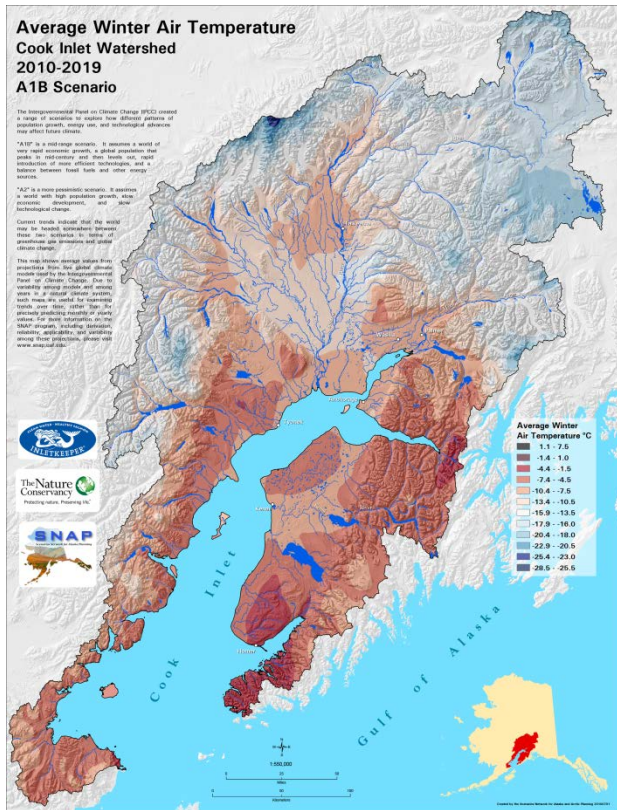 Average Winter Air Temperature
Cook Inlet Watershed
2010-2019
A1B Scenario
The Intergovernmental Panel on Climate Change (IPCC) created
a range of scenarios to explore how different patterns of
population growth, energy use, and technological advances
may affect future climate.
"A1B" is a mid-range scenario. It assumes a world of
very rapid economic growth, a global population that
peaks in mid-century and then levels out, rapid
introduction of more efficient technologies, and a
balance between fossil fuels and other energy
sources.
"A2" is a more pessimistic scenario. It assumes
a world with high population growth, slow
economic development, and slow
technological change.
Current trends indicate that the world
may be headed somewhere between
these two scenarios in terms of
greenhouse gas emissions and global
climate change.
This map shows average values from
projections from five global climate
models used by the Intergovernmental
Panel on Climate Change. Due to
variability among models and among
years in a natural climate system,
such maps are useful for examining
trends over time, rather than for
precisely predicting monthly or yearly
values. For more information on the
SNAP program, including derivation,
reliability, applicability, and variability
among these projections, please visit
www.snap.uaf.edu.
Anchorage
Tyonek
Kenai
Homer
INLETKEEPER
The Nature
Conservancy
Protecting nature. Preserving life.
SNAP
Cook Inlet
Gulf of Alaska
Average Winter
Air Temperature °C
1.1 - 7.5
-1.4 - 1.0
-4.4 - -1.5
-7.4 - -4.5
-10.4 - -7.5
-13.4 - -10.5
-15.9 - -13.5
-17.9 - -16.0
-20.4 - -18.0
-22.9 - -20.5
-25.4 - -23.0
-28.5 - -25.5
1:550,000
Miles
Kilometers